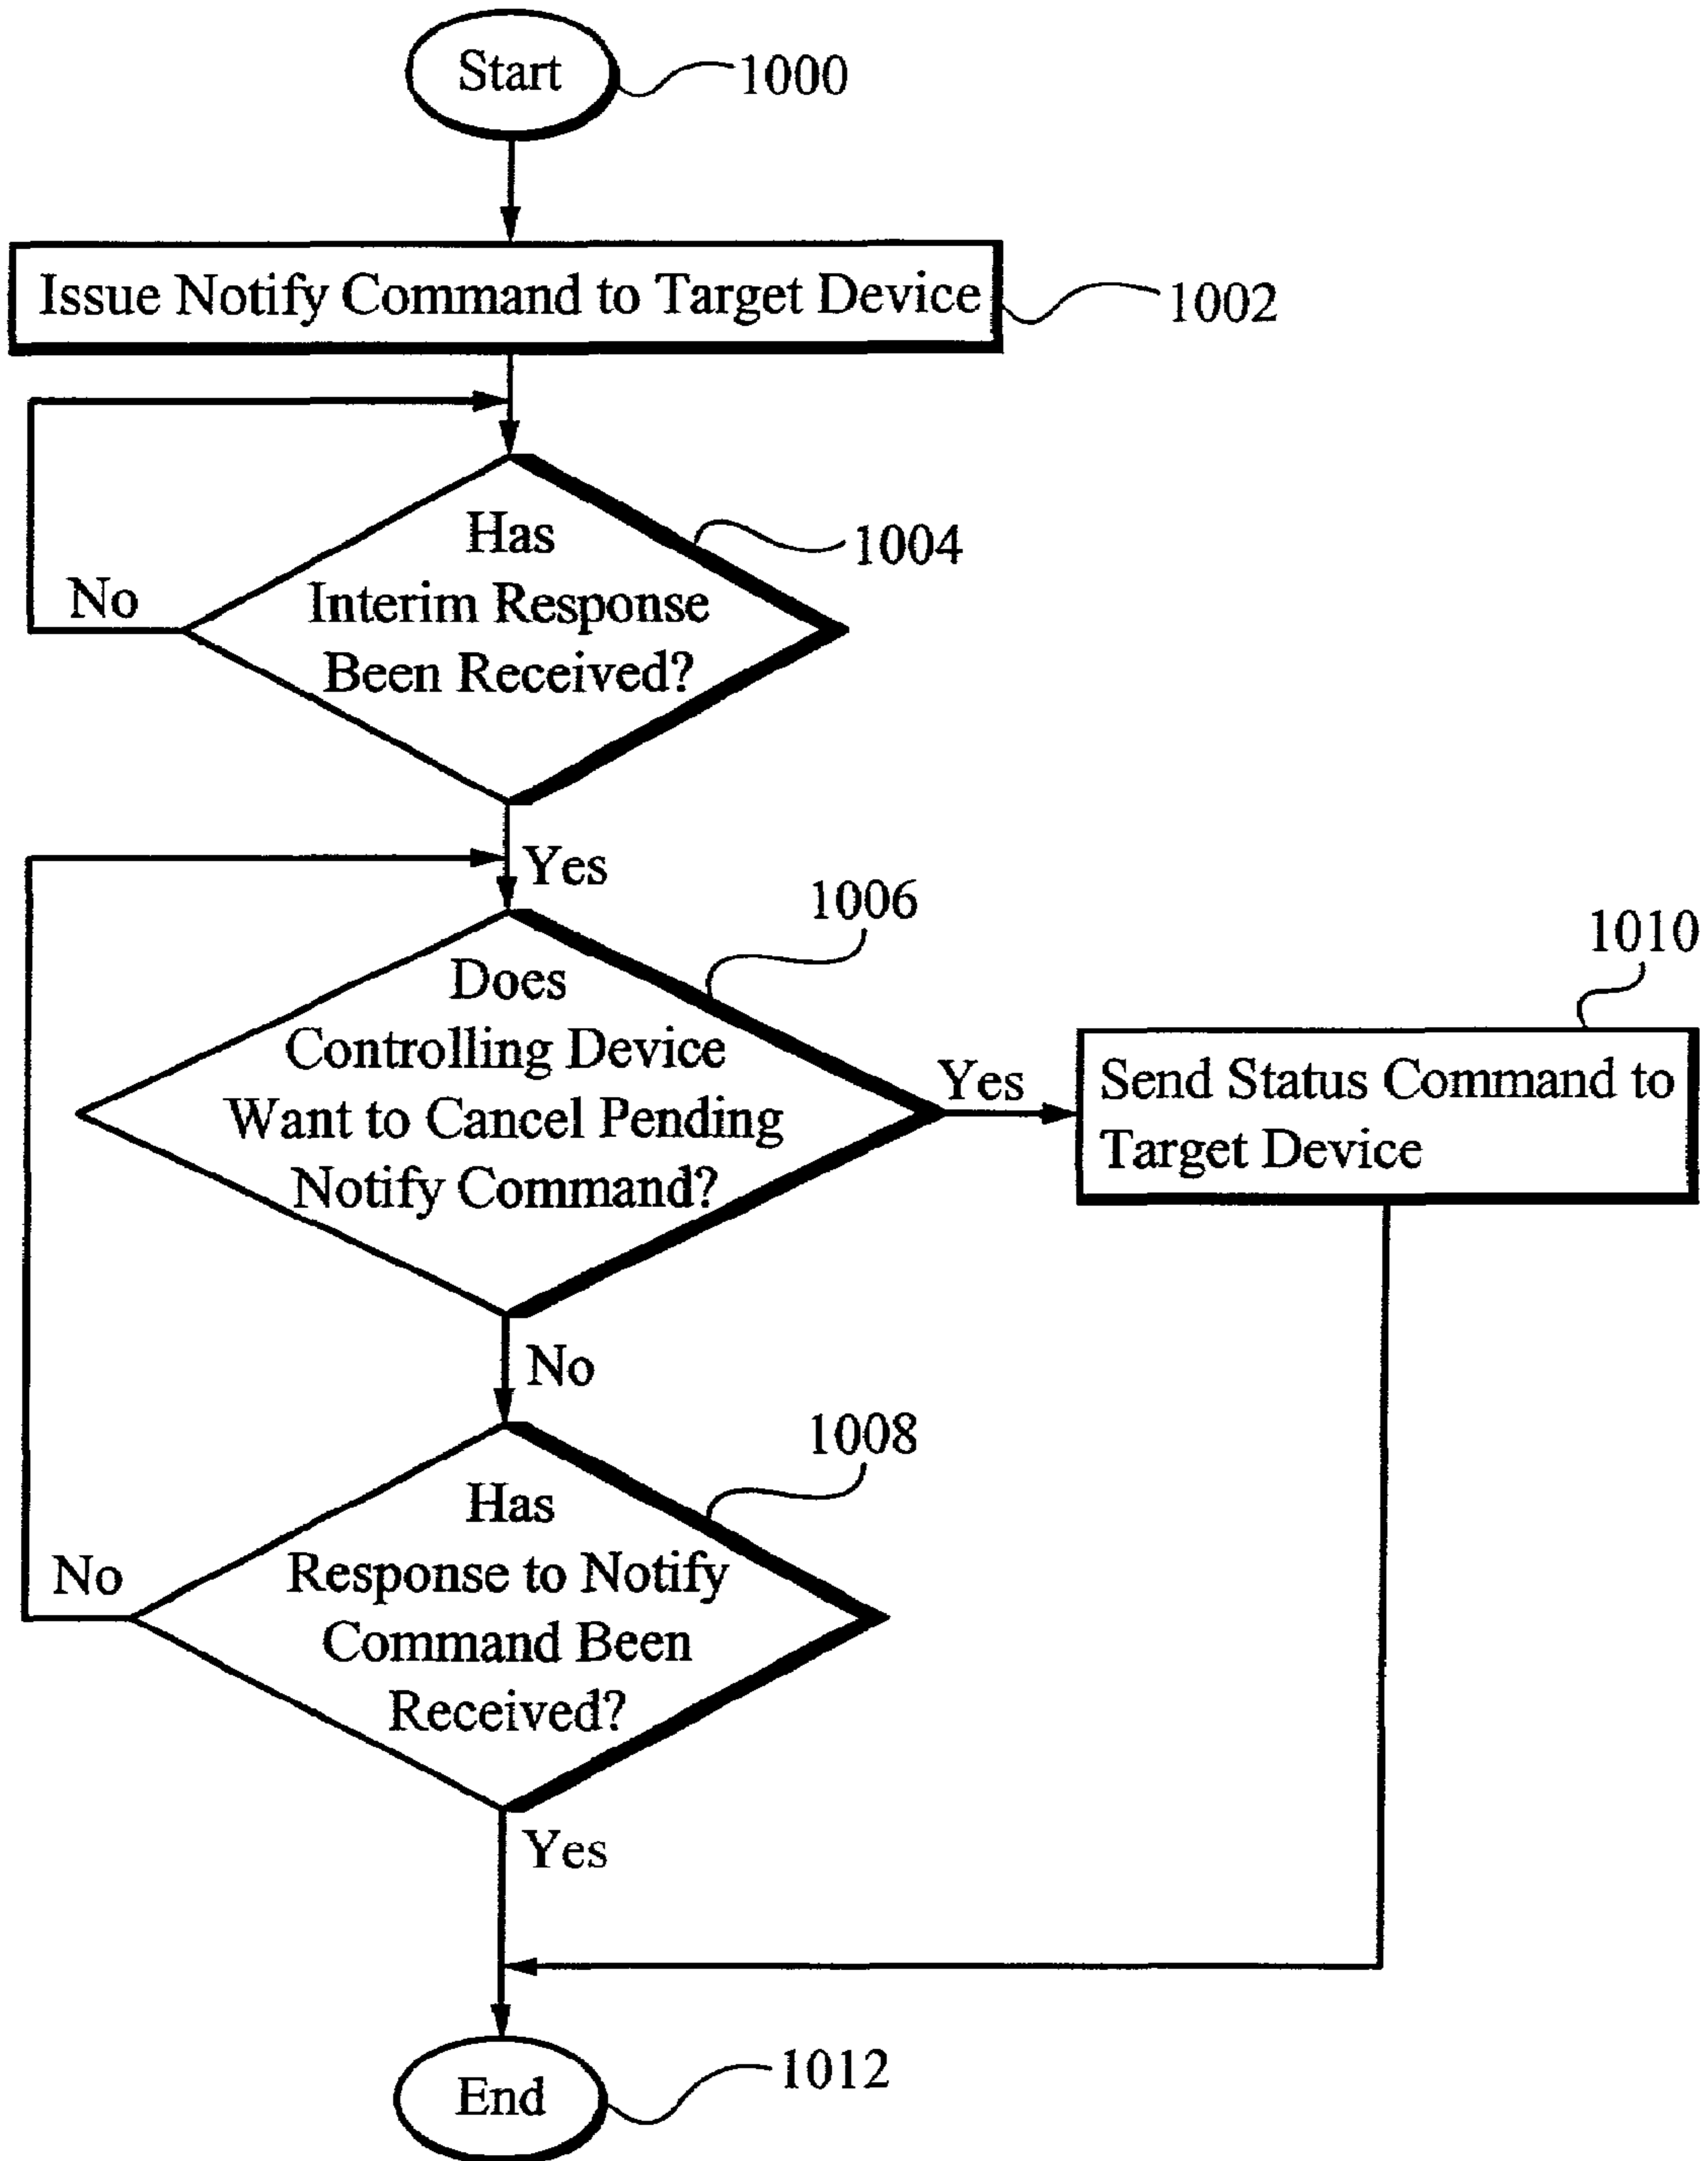 Start
1000
Issue Notify Command to Target Device
1002
Has
Interim Response
Been Received?
1004
No
Yes
Does
Controlling Device
Want to Cancel Pending
Notify Command?
1006
Yes
1010
Send Status Command to
Target Device
No
Has
Response to Notify
Command Been
Received?
1008
No
Yes
End
1012